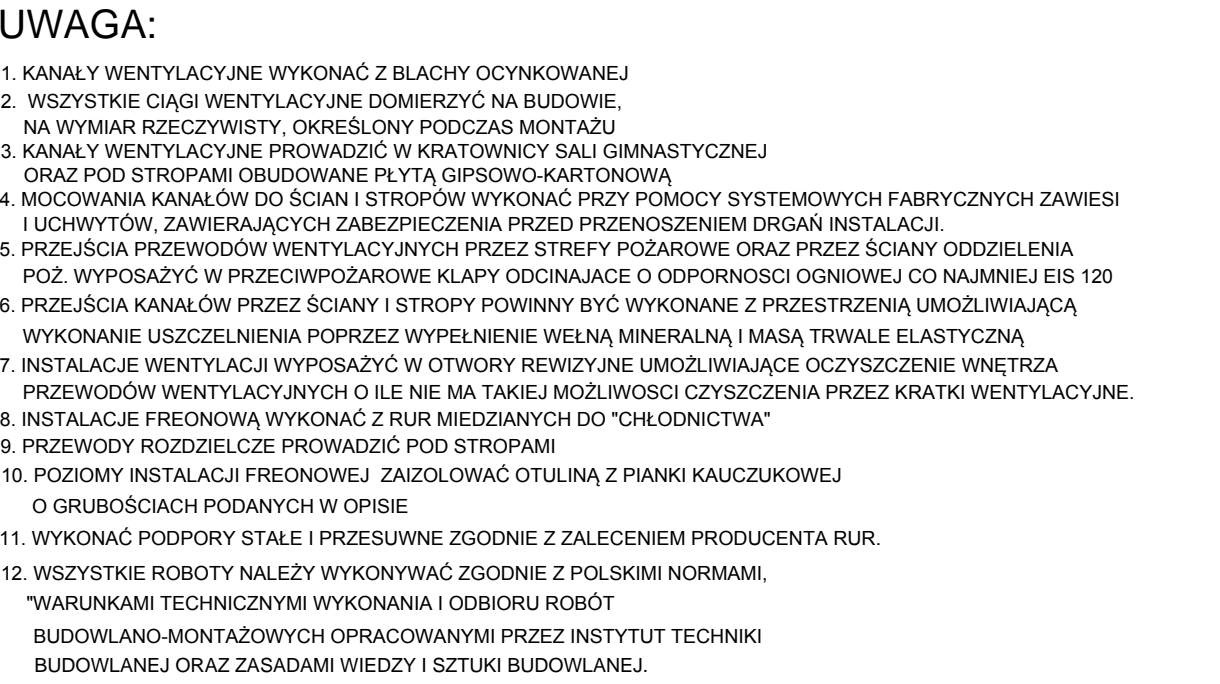 UWAGA:
1. KANAŁY WENTYLACYJNE WYKONAĆ Z BLACHY OCYNKOWANEJ
2. WSZYSTKIE CIĄGI WENTYLACYJNE DOMIERZYĆ NA BUDOWIE,
NA WYMIAR RZECZYWISTY, OKREŚLONY PODCZAS MONTAŻU
3. KANAŁY WENTYLACYJNE PROWADZIĆ W KRATOWNICY SALI GIMNASTYCZNEJ
ORAZ POD STROPAMI OBUDOWANE PŁYTĄ GIPSOWO-KARTONOWĄ
4. MOCOWANIA KANAŁÓW DO ŚCIAN I STROPÓW WYKONAĆ PRZY POMOCY SYSTEMOWYCH FABRYCZNYCH ZAWIESI
I UCHWYTÓW, ZAWIERAJĄCYCH ZABEZPIECZENIA PRZED PRZENOSZENIEM DRGAŃ INSTALACJI.
5. PRZEJŚCIA PRZEWODÓW WENTYLACYJNYCH PRZEZ STREFY POŻAROWE ORAZ PRZEZ ŚCIANY ODDZIELENIA
POŻ. WYPOSAŻYĆ W PRZECIWPOŻAROWE KLAPY ODCINAJACE O ODPORNOSCI OGNIOWEJ CO NAJMNIEJ EIS 120
6. PRZEJŚCIA KANAŁÓW PRZEZ ŚCIANY I STROPY POWINNY BYĆ WYKONANE Z PRZESTRZENIĄ UMOŻLIWIAJĄCĄ
WYKONANIE USZCZELNIENIA POPRZEZ WYPEŁNIENIE WEŁNĄ MINERALNĄ I MASĄ TRWALE ELASTYCZNĄ
7. INSTALACJE WENTYLACJI WYPOSAŻYĆ W OTWORY REWIZYJNE UMOŻLIWIAJĄCE OCZYSZCZENIE WNĘTRZA
PRZEWODÓW WENTYLACYJNYCH O ILE NIE MA TAKIEJ MOŻLIWOSCI CZYSZCZENIA PRZEZ KRATKI WENTYLACYJNE.
8. INSTALACJE FREONOWĄ WYKONAĆ Z RUR MIEDZIANYCH DO "CHŁODNICTWA"
9. PRZEWODY ROZDZIELCZE PROWADZIĆ POD STROPAMI
10. POZIOMY INSTALACJI FREONOWEJ ZAIZOLOWAĆ OTULINĄ Z PIANKI KAUCZUKOWEJ
O GRUBOŚCIACH PODANYCH W OPISIE
11. WYKONAĆ PODPORY STAŁE I PRZESUWNE ZGODNIE Z ZALECENIEM PRODUCENTA RUR.
12. WSZYSTKIE ROBOTY NALEŻY WYKONYWAĆ ZGODNIE Z POLSKIMI NORMAMI,
"WARUNKAMI TECHNICZNYMI WYKONANIA I ODBIORU ROBÓT
BUDOWLANO-MONTAŻOWYCH OPRACOWANYMI PRZEZ INSTYTUT TECHNIKI
BUDOWLANEJ ORAZ ZASADAMI WIEDZY I SZTUKI BUDOWLANEJ.